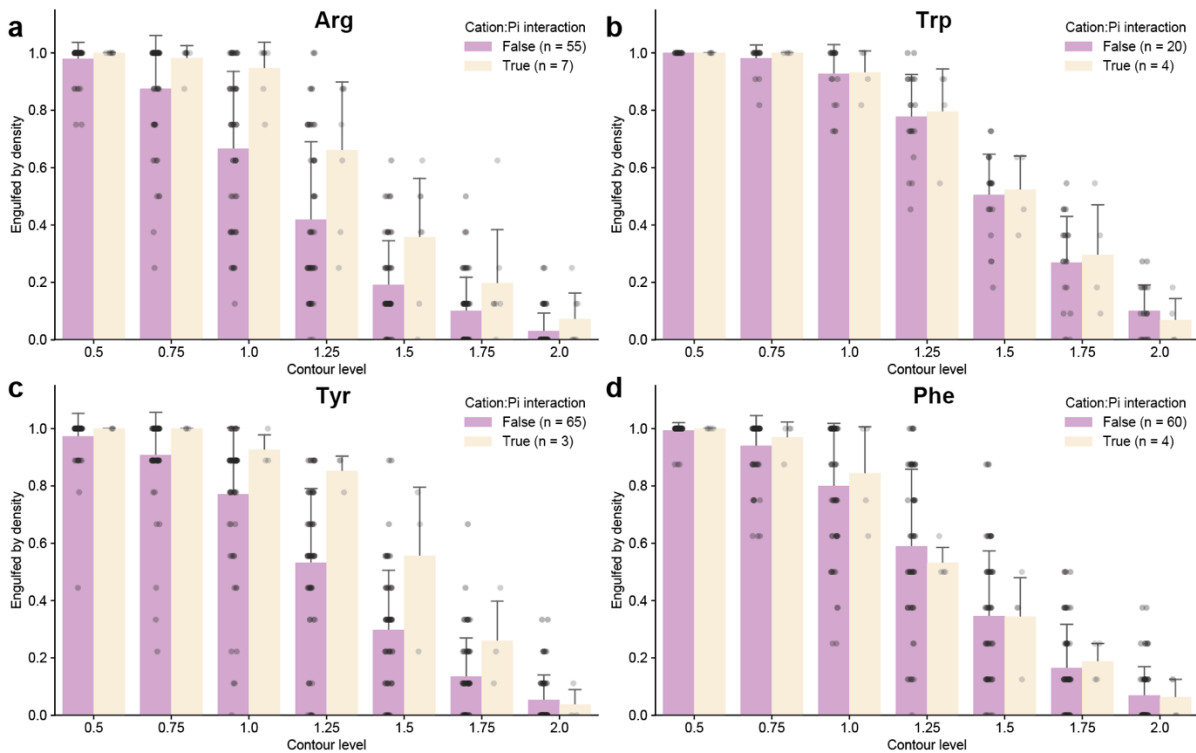 a
Arg
Cation:Pi interaction
False (n = 55)
True (n = 7)
Engulfed by density
1.0
0.8
0.6
0.4
0.2
0.0
0.5 0.75 1.0 1.25 1.5 1.75 2.0
Contour level
b
Trp
Cation:Pi interaction
False (n = 20)
True (n = 4)
Engulfed by density
1.0
0.8
0.6
0.4
0.2
0.0
0.5 0.75 1.0 1.25 1.5 1.75 2.0
Contour level
c
Tyr
Cation:Pi interaction
False (n = 65)
True (n = 3)
Engulfed by density
1.0
0.8
0.6
0.4
0.2
0.0
0.5 0.75 1.0 1.25 1.5 1.75 2.0
Contour level
d
Phe
Cation:Pi interaction
False (n = 60)
True (n = 4)
Engulfed by density
1.0
0.8
0.6
0.4
0.2
0.0
0.5 0.75 1.0 1.25 1.5 1.75 2.0
Contour level